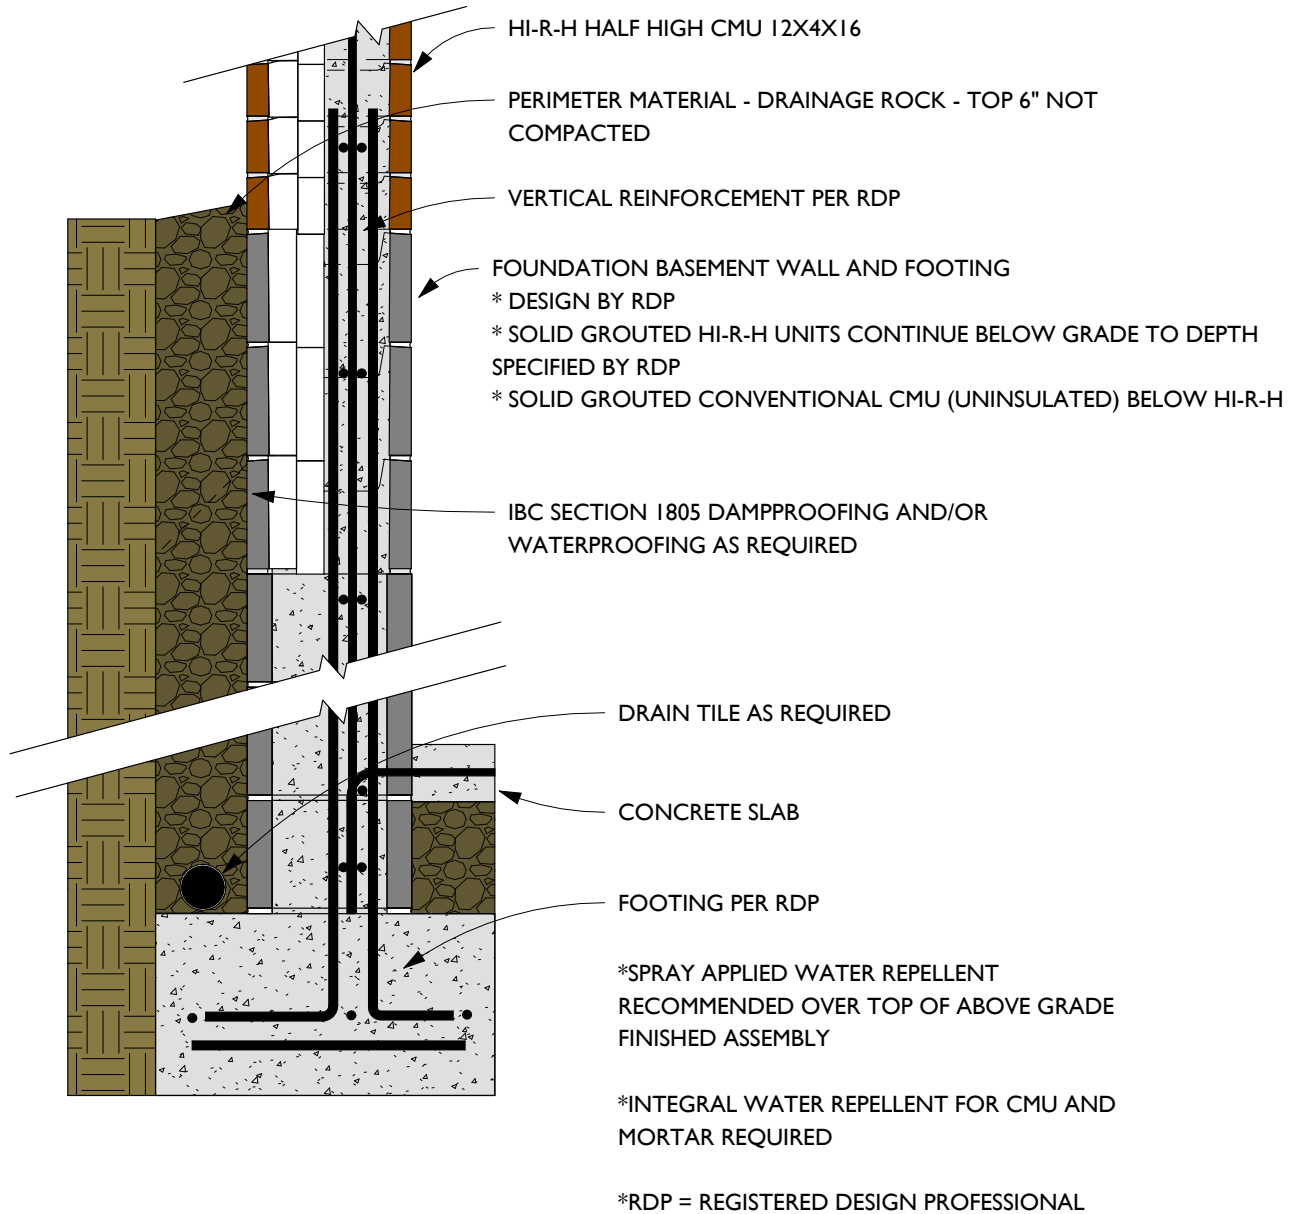 HI-R-H HALF HIGH CMU 12X4X16
PERIMETER MATERIAL - DRAINAGE ROCK - TOP 6" NOT
COMPACTED
VERTICAL REINFORCEMENT PER RDP
FOUNDATION BASEMENT WALL AND FOOTING
* DESIGN BY RDP
* SOLID GROUTED HI-R-H UNITS CONTINUE BELOW GRADE TO DEPTH
SPECIFIED BY RDP
* SOLID GROUTED CONVENTIONAL CMU (UNINSULATED) BELOW HI-R-H
IBC SECTION 1805 DAMPPROOFING AND/OR
WATERPROOFING AS REQUIRED
DRAIN TILE AS REQUIRED
CONCRETE SLAB
FOOTING PER RDP
*SPRAY APPLIED WATER REPELLENT
RECOMMENDED OVER TOP OF ABOVE GRADE
FINISHED ASSEMBLY
*INTEGRAL WATER REPELLENT FOR CMU AND
MORTAR REQUIRED
*RDP = REGISTERED DESIGN PROFESSIONAL